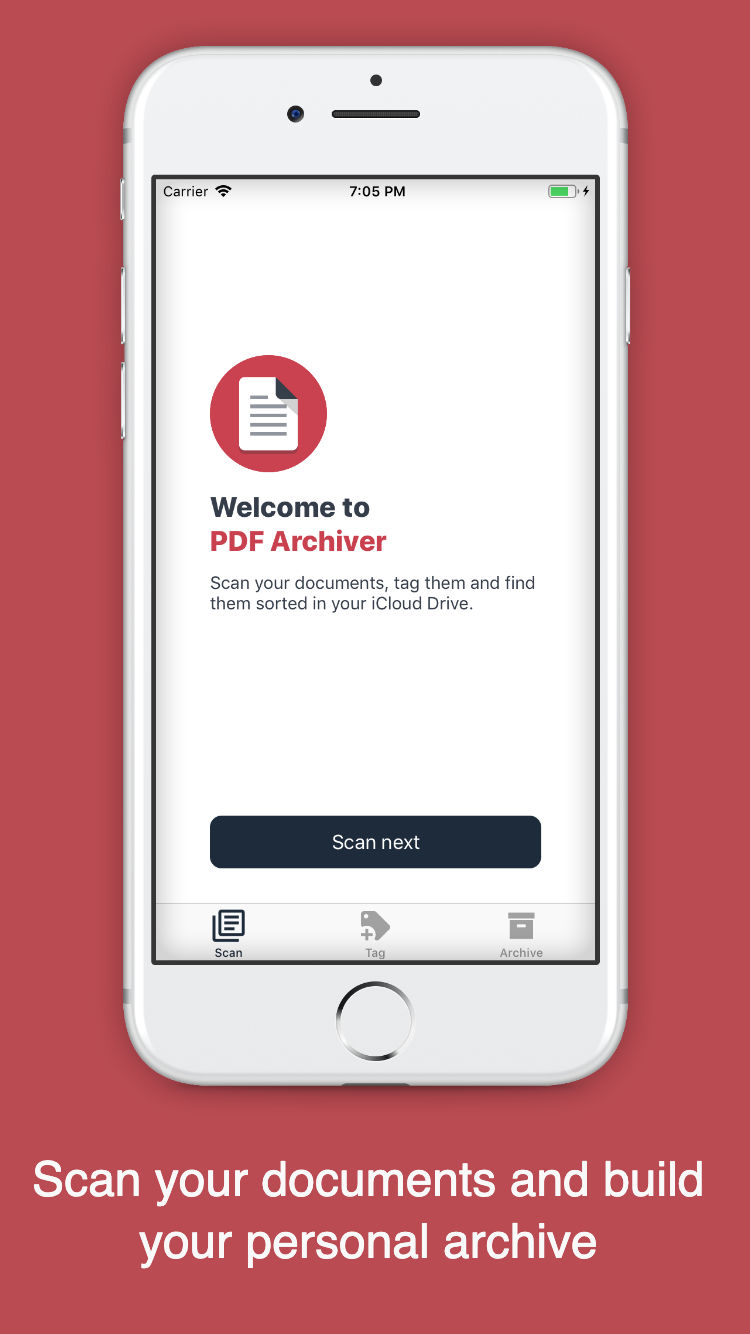 Carrier 7:05 PM
Welcome to
PDF Archiver
Scan your documents, tag them and find
them sorted in your iCloud Drive.
Scan next
Scan Tag Archive
Scan your documents and build
your personal archive